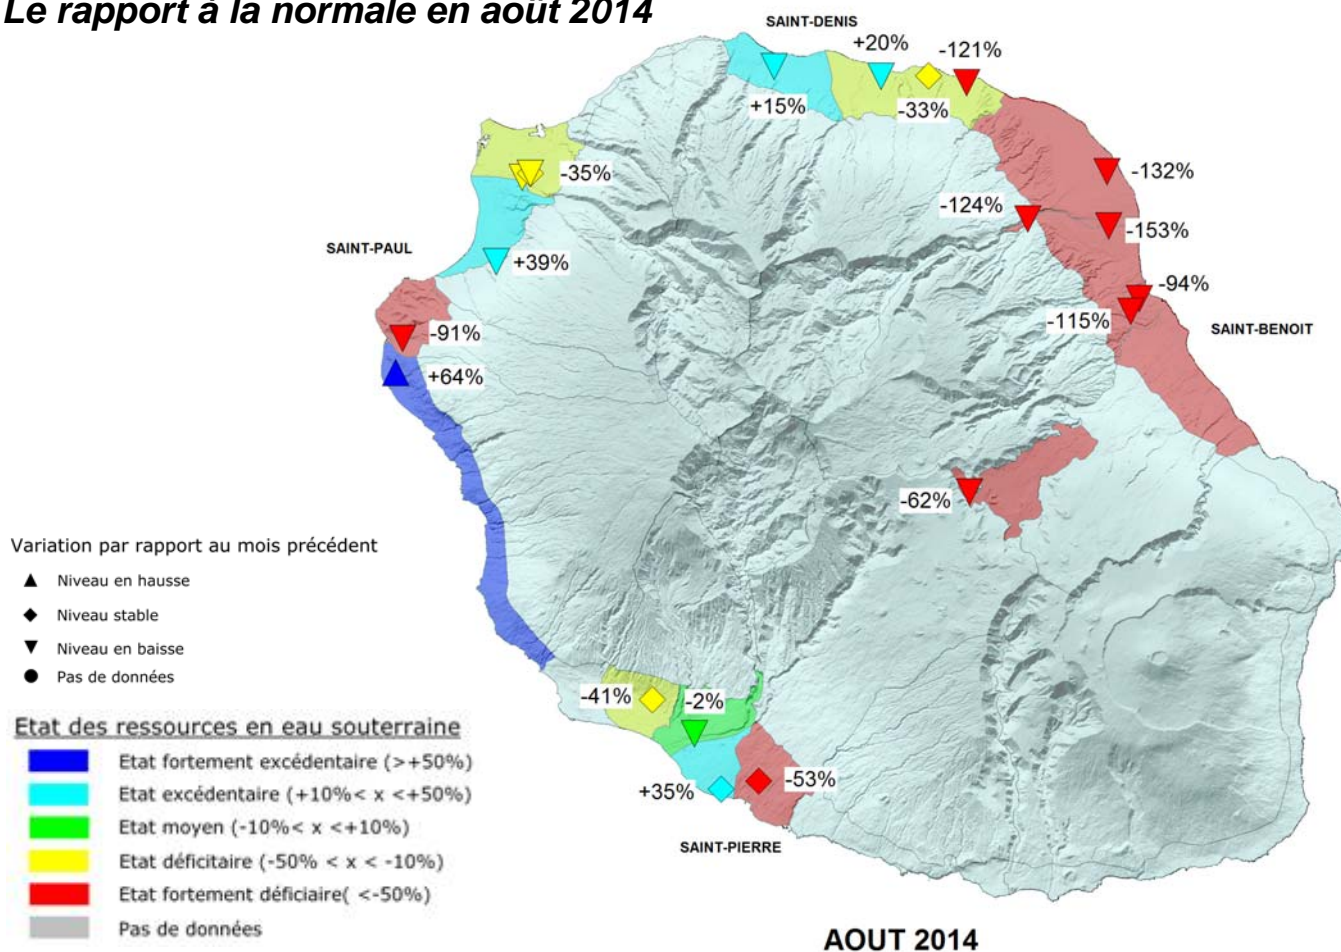 Le rapport à la normale en août 2014
SAINT-DENIS
+20%
-121%
+15%
-33%
-35%
-132%
-124%
-153%
SAINT-PAUL
+39%
-94%
-115%
SAINT-BENOIT
-91%
+64%
-62%
Variation par rapport au mois précédent
Niveau en hausse
Niveau stable
Niveau en baisse
Pas de données
-41%
-2%
+35%
-53%
SAINT-PIERRE
Etat des ressources en eau souterraine
Etat fortement excédentaire (>+50%)
Etat excédentaire (+10%< x <+50%)
Etat moyen (-10%< x <+10%)
Etat déficitaire (-50% < x < -10%)
Etat fortement déficiaire( <-50%)
Pas de données
AOUT 2014